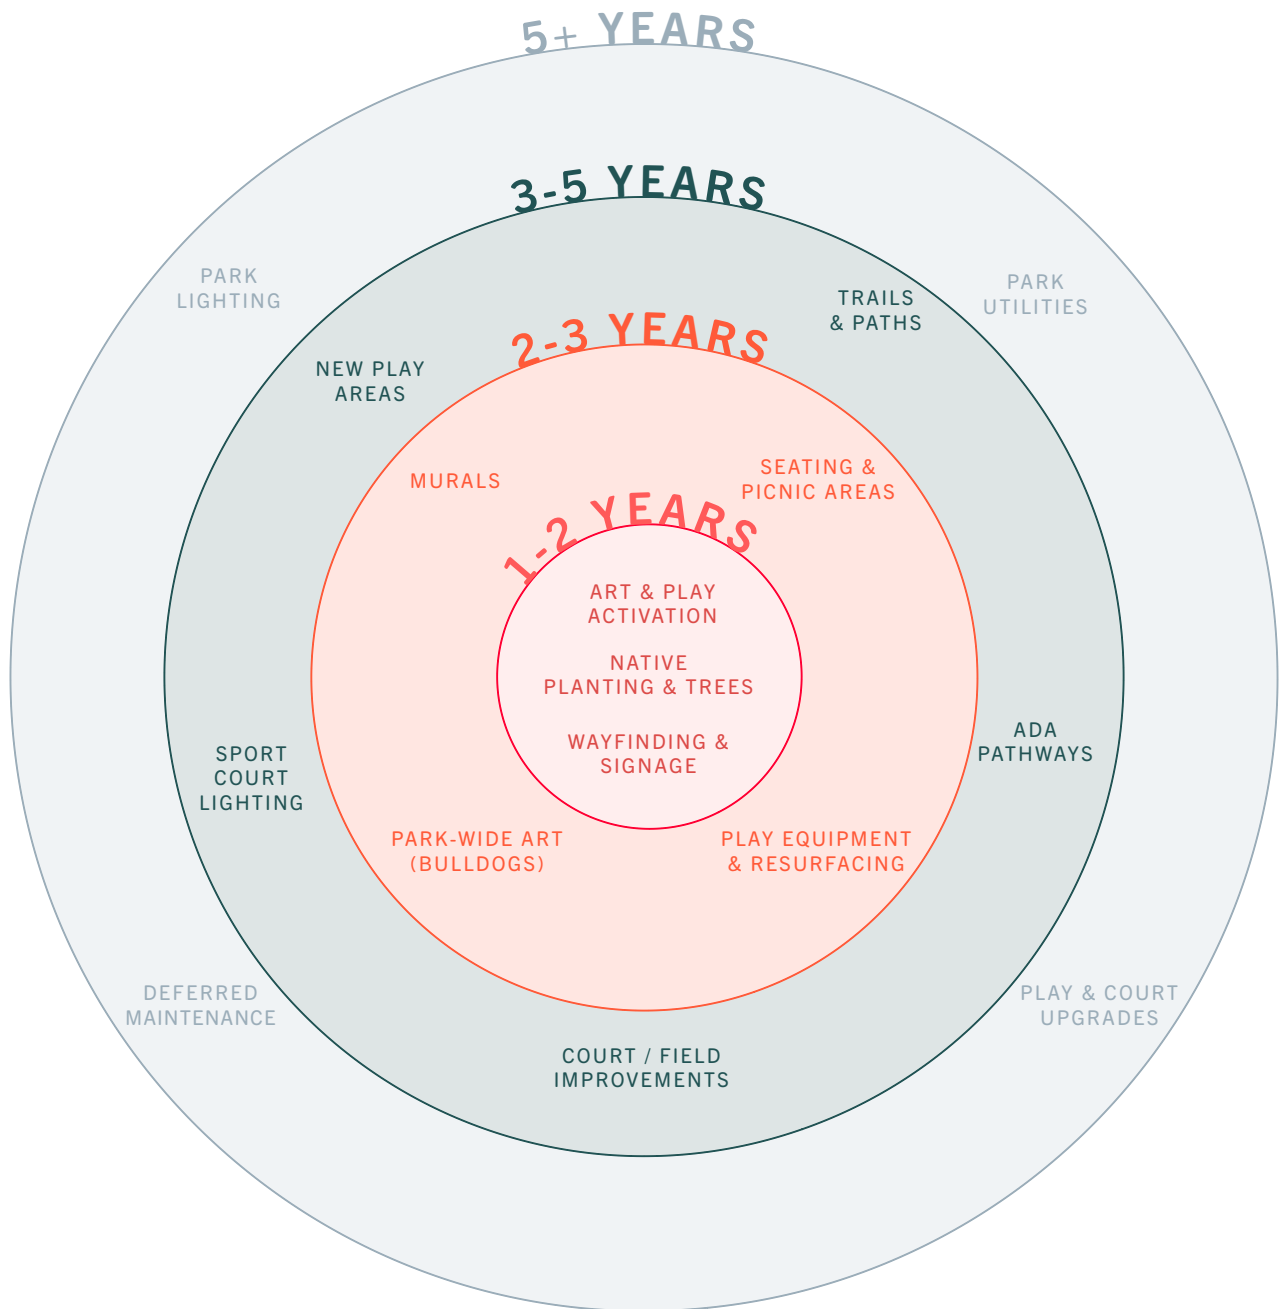 5+ YEARS
3-5 YEARS
PARK
LIGHTING
PARK
UTILITIES
TRAILS
& PATHS
2-3 YEARS
NEW PLAY
AREAS
MURALS
SEATING &
PICNIC AREAS
1-2 YEARS
ART & PLAY
ACTIVATION
NATIVE
PLANTING & TREES
WAYFINDING &
SIGNAGE
SPORT
COURT
LIGHTING
ADA
PATHWAYS
PARK-WIDE ART
(BULLDOGS)
PLAY EQUIPMENT
& RESURFACING
DEFERRED
MAINTENANCE
PLAY & COURT
UPGRADES
COURT / FIELD
IMPROVEMENTS